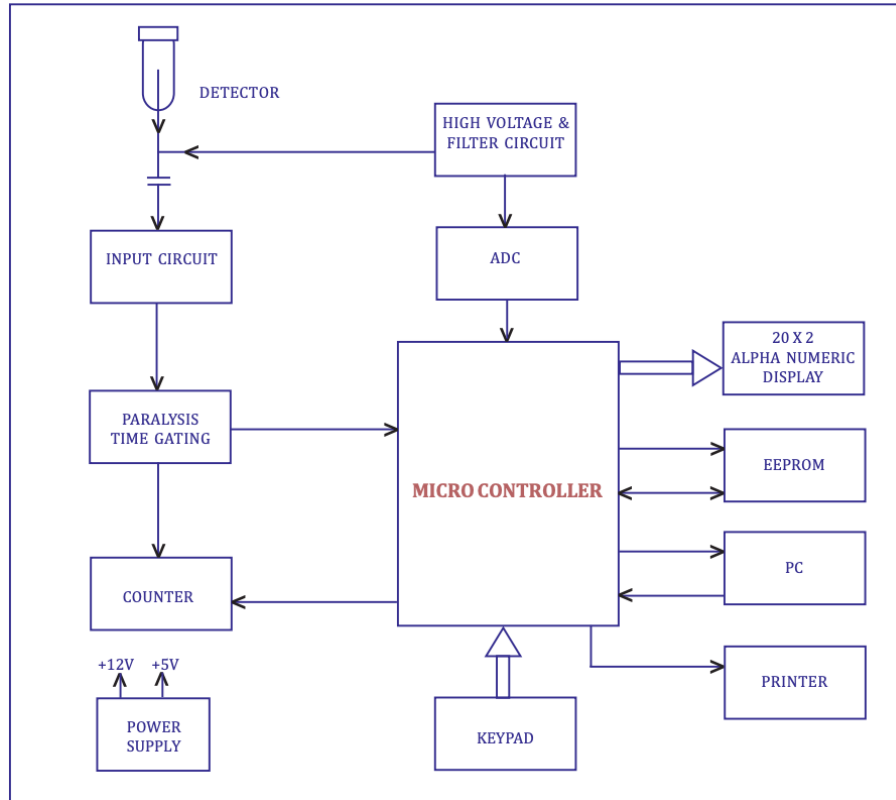 DETECTOR
HIGH VOLTAGE &
FILTER CIRCUIT
INPUT CIRCUIT
ADC
20 X 2
ALPHA NUMERIC
DISPLAY
PARALYSIS
TIME GATING
MICRO CONTROLLER
EEPROM
PC
COUNTER
+12V +5V
POWER
SUPPLY
KEYPAD
PRINTER